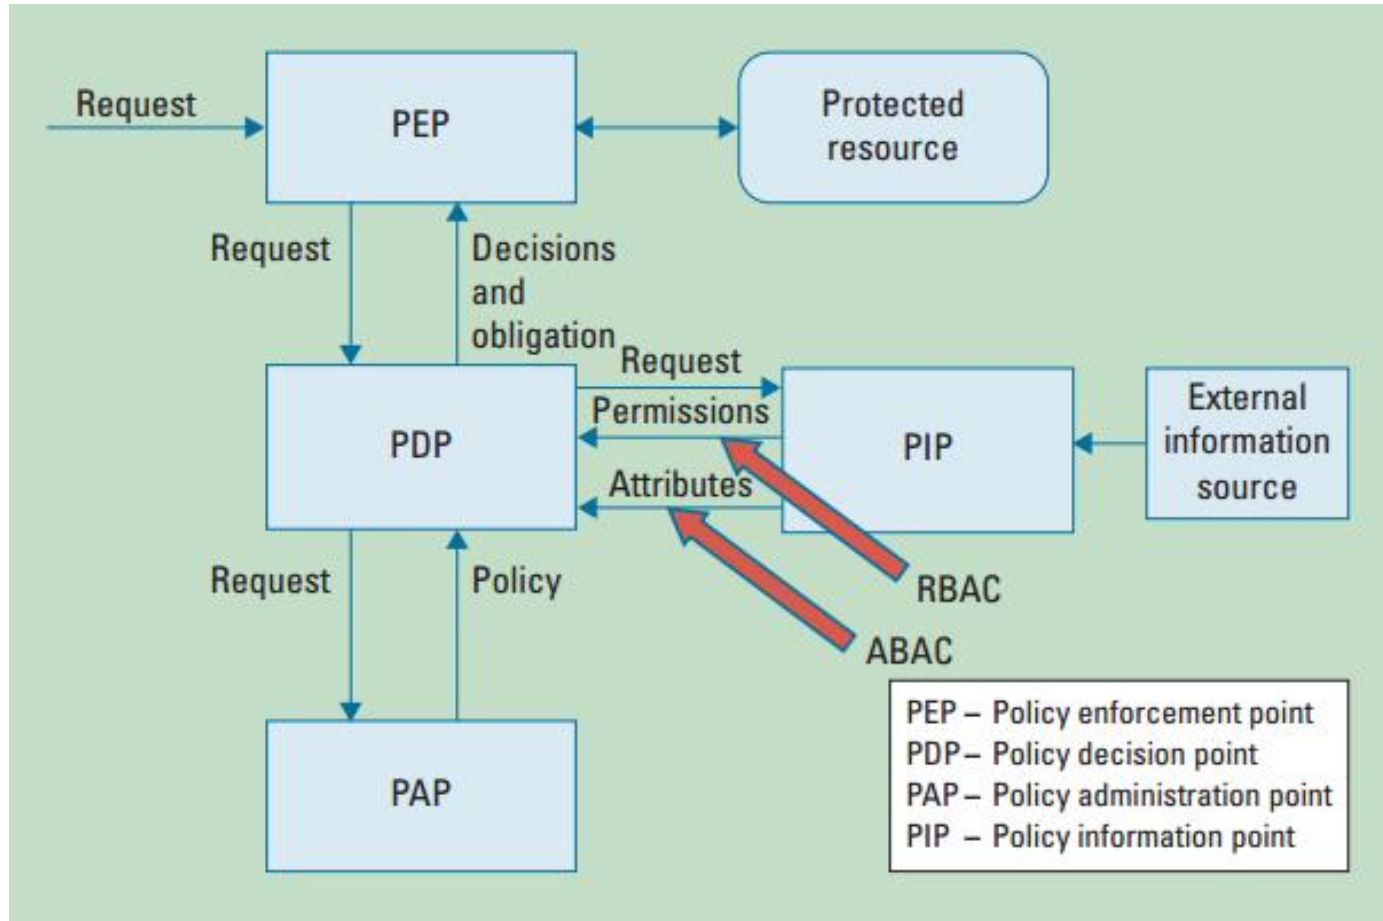 Request
PEP
Protected
resource
Request
Decisions
and
obligation
Request
Permissions
Attributes
PDP
PIP
External
information
source
RBAC
ABAC
Request
Policy
PAP
PEP – Policy enforcement point
PDP – Policy decision point
PAP – Policy administration point
PIP – Policy information point